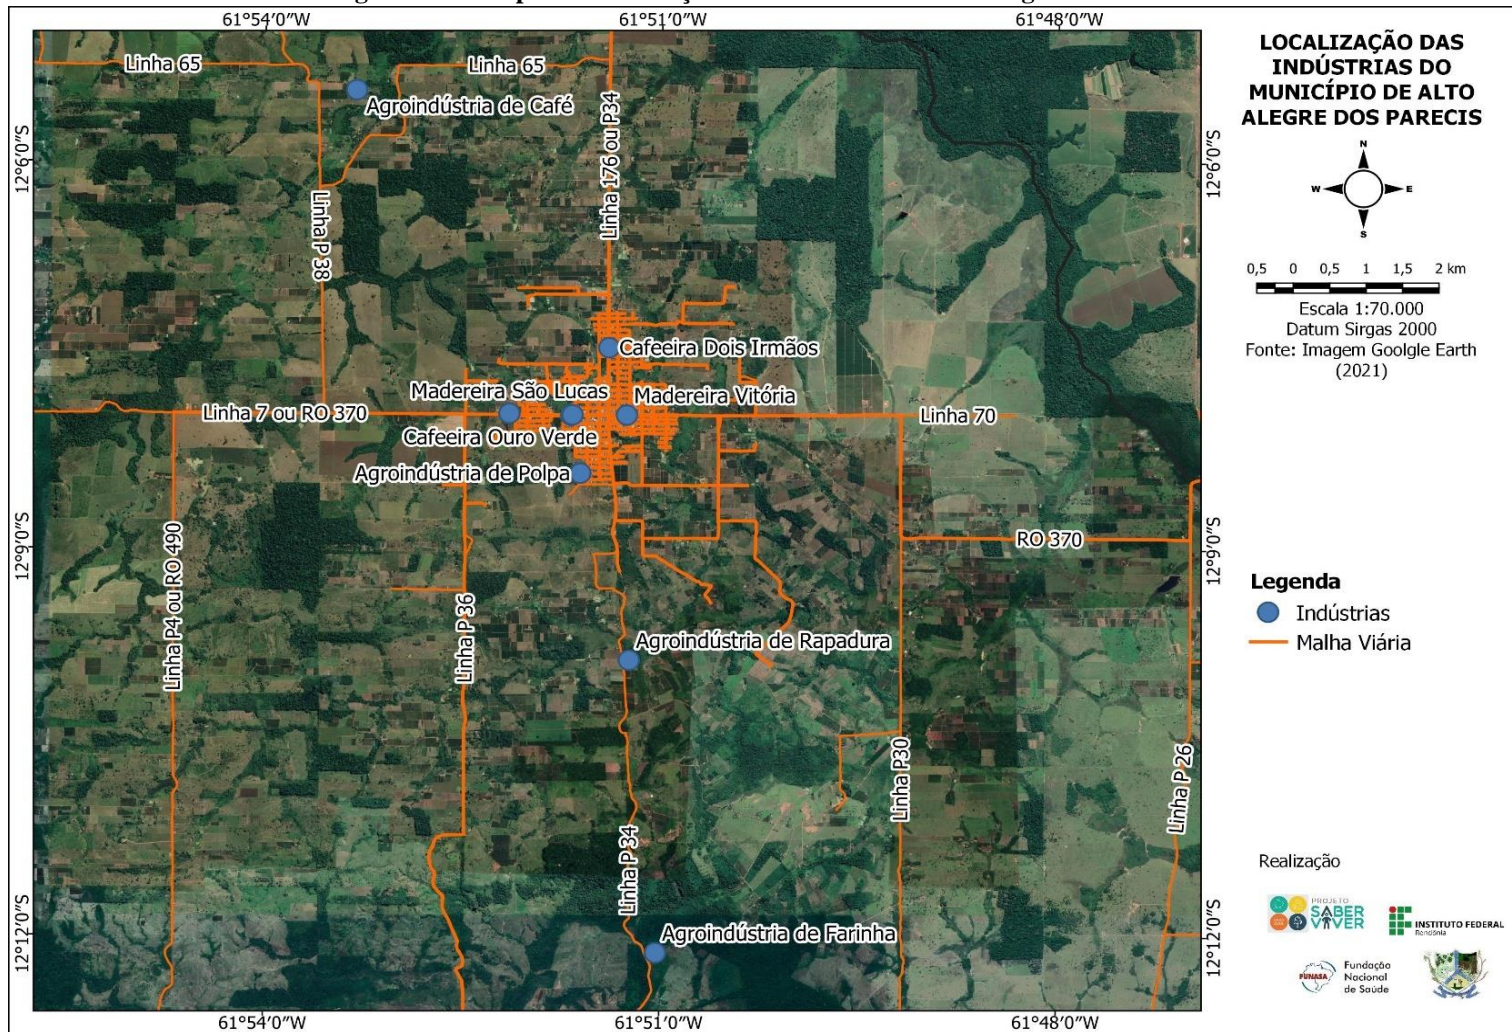 61°54'0"W
61°51'0"W
61°48'0"W
LOCALIZAÇÃO DAS
INDÚSTRIAS DO
MUNICÍPIO DE ALTO
ALEGRE DOS PARECIS
N
W
E
S
0,5 0 0,5 1 1,5 2 km
Escala 1:70.000
Datum Sirgas 2000
Fonte: Imagem Goolgle Earth
(2021)
Legenda
Indústrias
Malha Viária
Realização
PROJETO
SABER
VIVER
INSTITUTO FEDERAL
Rondônia
FUNASA
Fundação
Nacional
de Saúde
Linha 65
Linha 65
Agroindústria de Café
12°6'0"S
12°6'0"S
Linha 176 ou P34
Linha P 38
Cafeeira Dois Irmãos
Madereira São Lucas
Madereira Vitória
Linha 7 ou RO 370
Linha 70
Cafeeira Ouro Verde
Agroindústria de Polpa
12°9'0"S
12°9'0"S
RO 370
Linha P4 ou RO 490
Linha P 36
Agroindústria de Rapadura
Linha P30
Linha P 26
Linha P 34
Agroindústria de Farinha
12°12'0"S
12°12'0"S
61°54'0"W
61°51'0"W
61°48'0"W